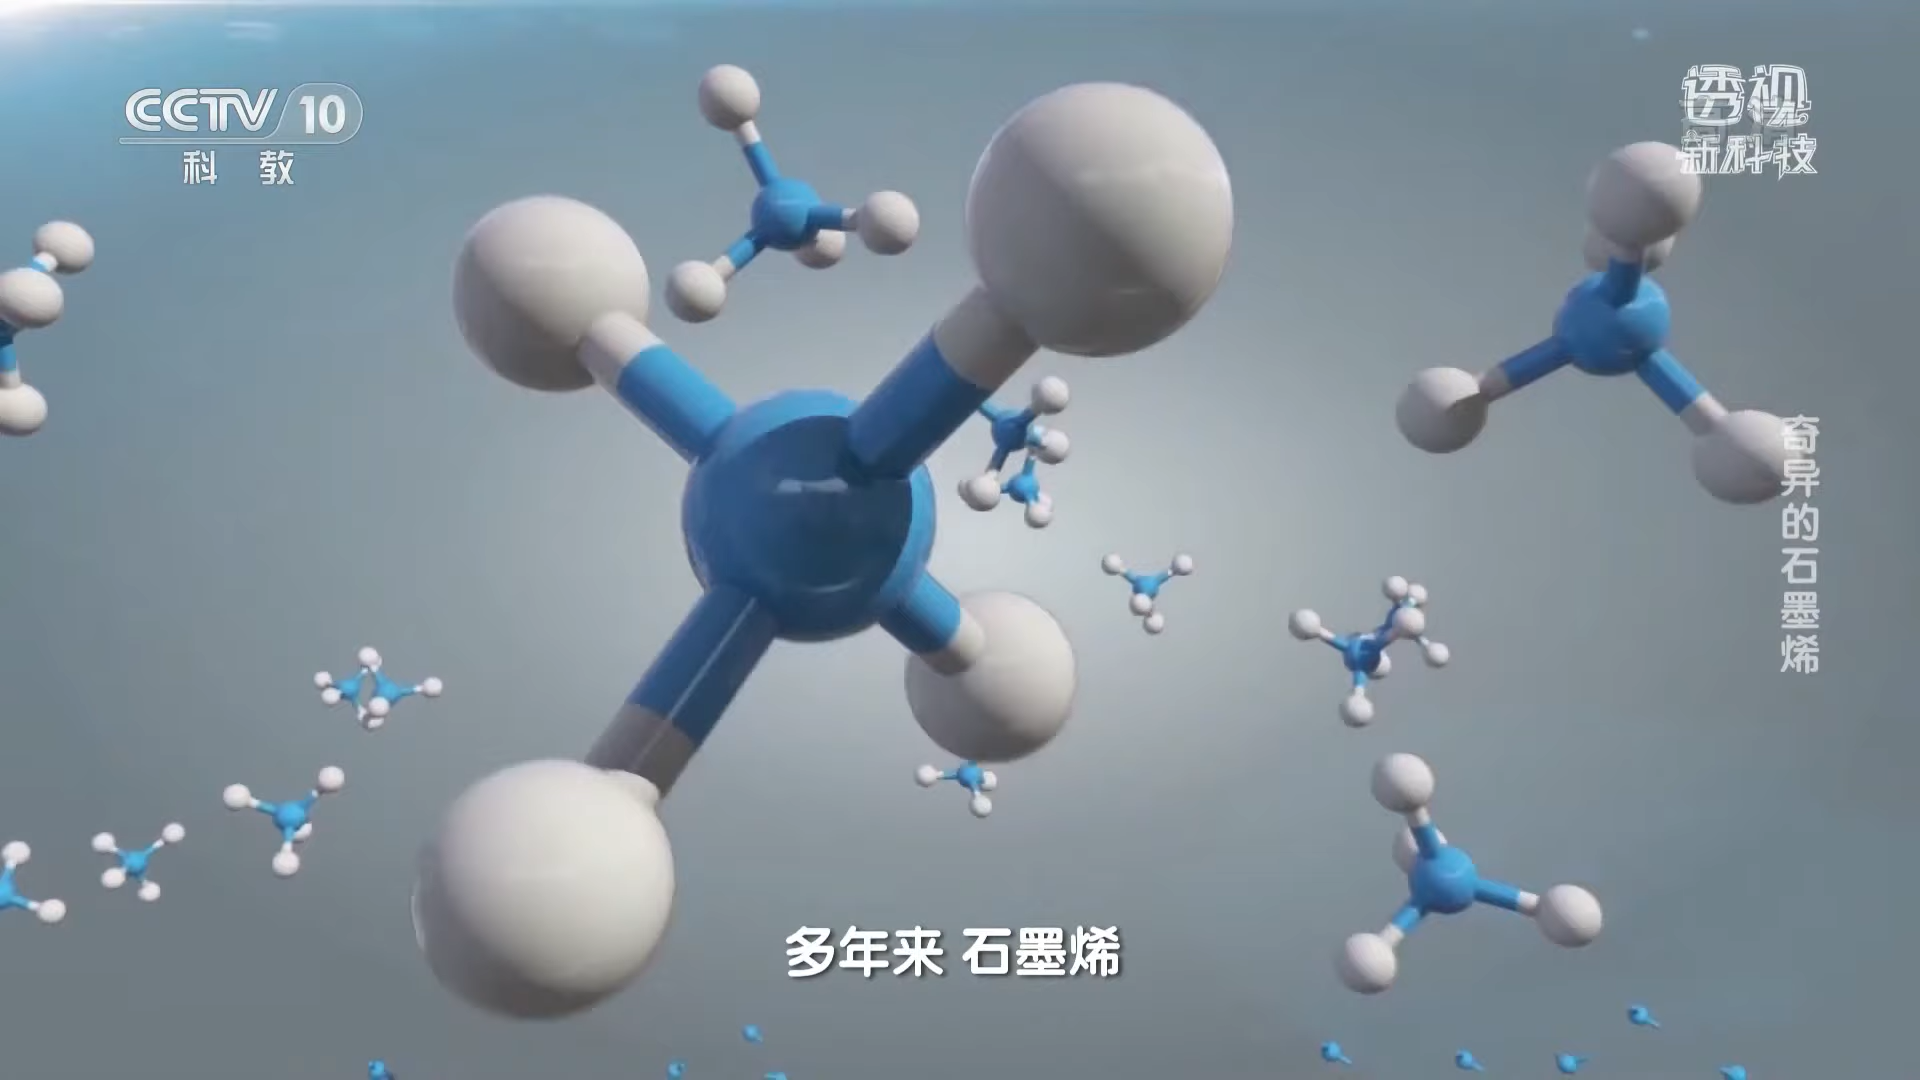 CCTV 10
科 教
透视
新科技
奇异的石墨烯
多年来 石墨烯